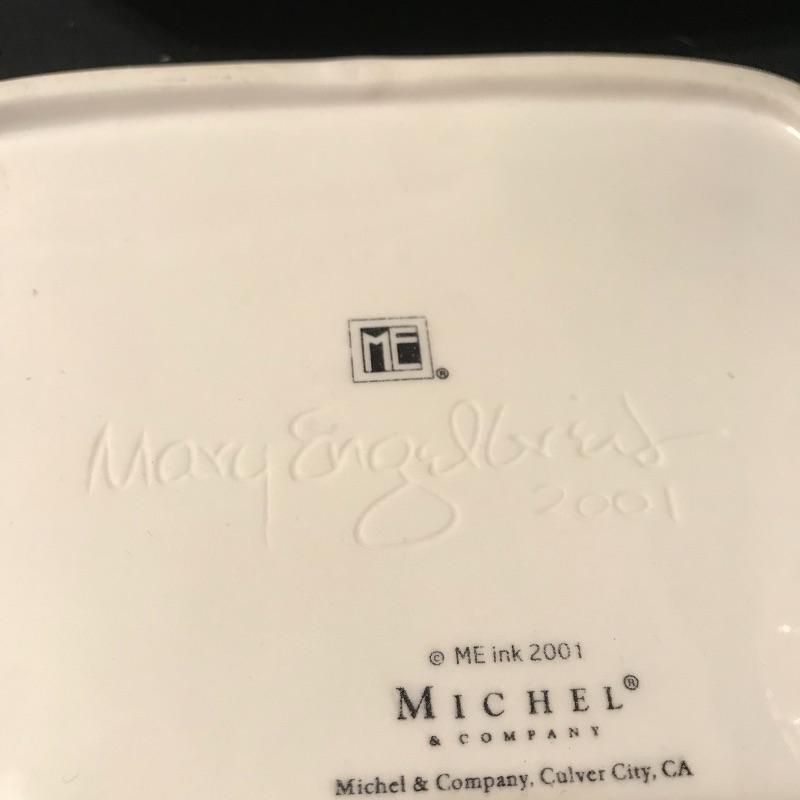 ME®
Mary Engelbreit
2001
© ME ink 2001
MICHEL®
& COMPANY
Michel & Company, Culver City, CA